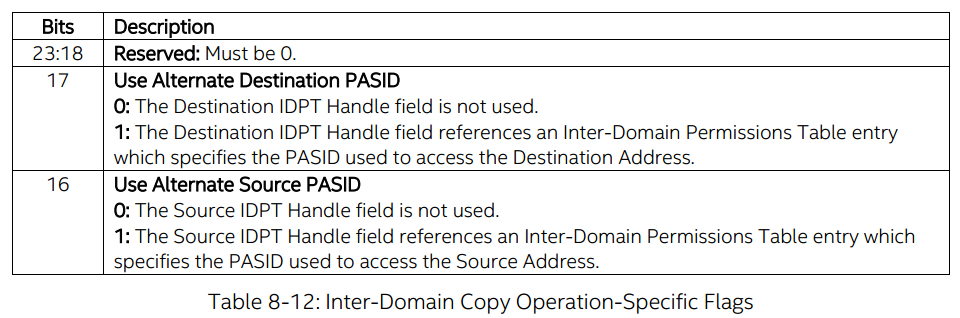 Bits Description
23:18 Reserved: Must be 0.
17 Use Alternate Destination PASID
0: The Destination IDPT Handle field is not used.
1: The Destination IDPT Handle field references an Inter-Domain Permissions Table entry
which specifies the PASID used to access the Destination Address.
16 Use Alternate Source PASID
0: The Source IDPT Handle field is not used.
1: The Source IDPT Handle field references an Inter-Domain Permissions Table entry which
specifies the PASID used to access the Source Address.
Table 8-12: Inter-Domain Copy Operation-Specific Flags